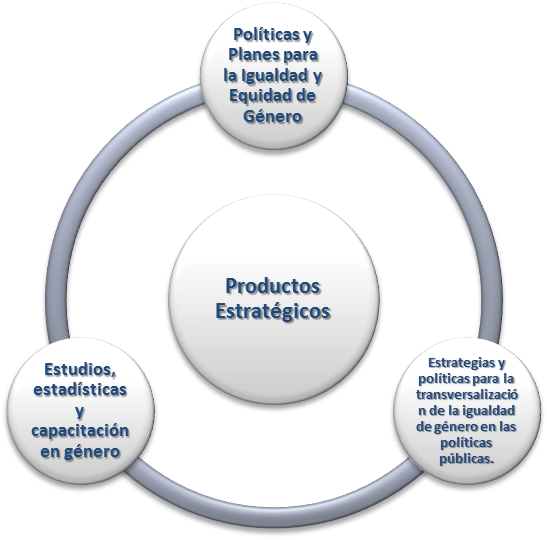 Políticas y
Planes para
la Igualdad y
Equidad de
Género
Productos
Estratégicos
Estudios,
estadísticas
y
capacitación
en género
Estrategias y
políticas para la
transversalizació
n de la igualdad
de género en las
políticas
públicas.